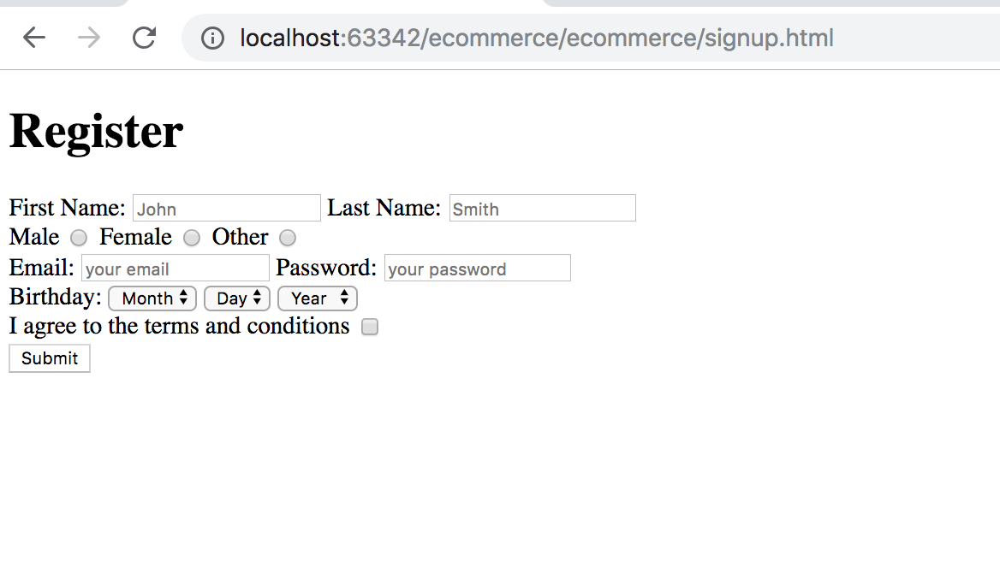 localhost:63342/ecommerce/ecommerce/signup.html
Register
First Name: John Last Name: Smith
Male Female Other
Email: your email Password: your password
Birthday: Month Day Year
I agree to the terms and conditions
Submit